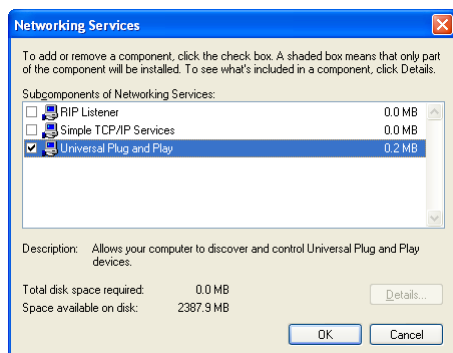 Networking Services
To add or remove a component, click the check box. A shaded box means that only part
of the component will be installed. To see what's included in a component, click Details.
Subcomponents of Networking Services:
RIP Listener 0.0 MB
Simple TCP/IP Services 0.0 MB
Universal Plug and Play 0.2 MB
Description: Allows your computer to discover and control Universal Plug and Play
devices.
Total disk space required: 0.0 MB
Details...
Space available on disk: 2387.9 MB
OK Cancel